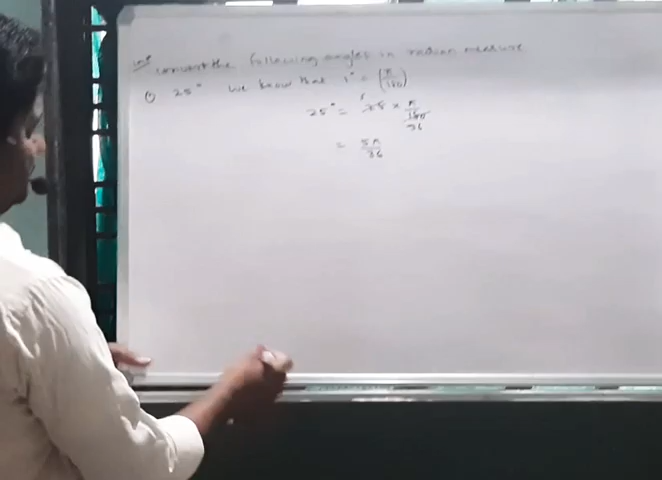 convert the following angles in radian measure
① 25° we know that 1° = (π/180)
25° = 25 5 × π/180 36
= 5π/36